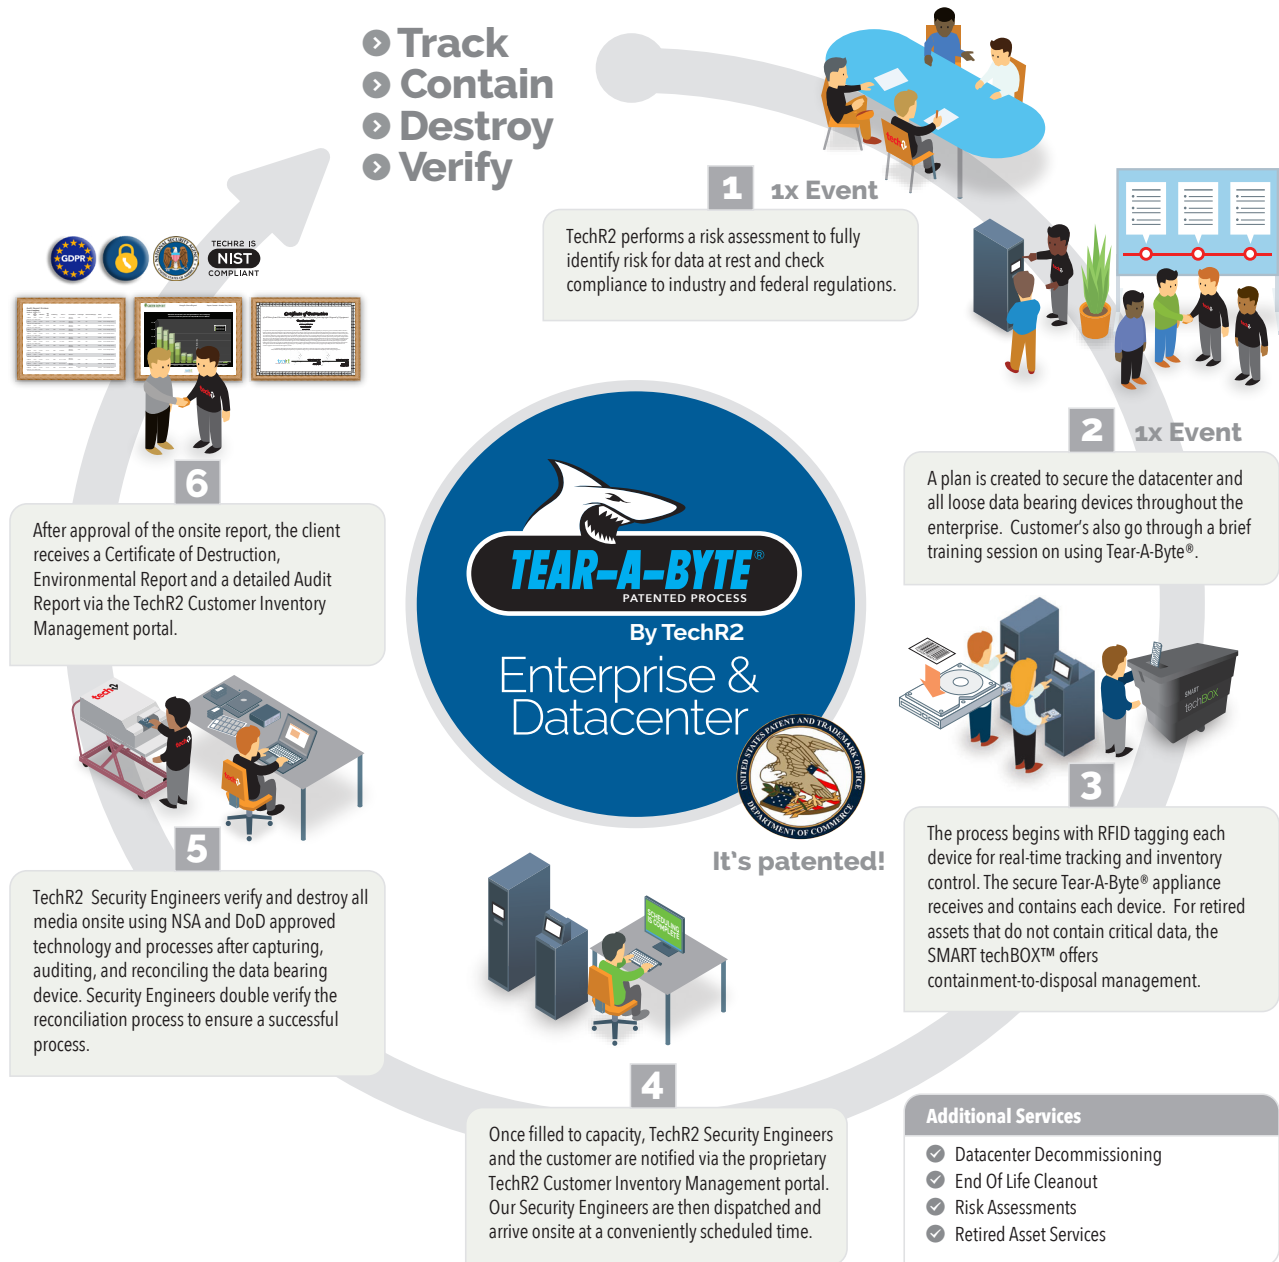 Track
Contain
Destroy
Verify
1
1x Event
TechR2 performs a risk assessment to fully
identify risk for data at rest and check
compliance to industry and federal regulations.
2
1x Event
A plan is created to secure the datacenter and
all loose data bearing devices throughout the
enterprise. Customer's also go through a brief
training session on using Tear-A-Byte®.
SMART
techBOX
3
The process begins with RFID tagging each
device for real-time tracking and inventory
control. The secure Tear-A-Byte® appliance
receives and contains each device. For retired
assets that do not contain critical data, the
SMART techBOX™ offers
containment-to-disposal management.
SCHEDULING
IS COMPLETE
4
Once filled to capacity, TechR2 Security Engineers
and the customer are notified via the proprietary
TechR2 Customer Inventory Management portal.
Our Security Engineers are then dispatched and
arrive onsite at a conveniently scheduled time.
tech2
5
TechR2 Security Engineers verify and destroy all
media onsite using NSA and DoD approved
technology and processes after capturing,
auditing, and reconciling the data bearing
device. Security Engineers double verify the
reconciliation process to ensure a successful
process.
GDPR
NATIONAL SECURITY AGENCY
TECHR2 IS
NIST
COMPLIANT
Certificate of Destruction
6
After approval of the onsite report, the client
receives a Certificate of Destruction,
Environmental Report and a detailed Audit
Report via the TechR2 Customer Inventory
Management portal.
TEAR-A-BYTE®
PATENTED PROCESS
By TechR2
Enterprise &
Datacenter
UNITED STATES PATENT AND TRADEMARK OFFICE
DEPARTMENT OF COMMERCE
It's patented!
Additional Services
Datacenter Decommissioning
End Of Life Cleanout
Risk Assessments
Retired Asset Services